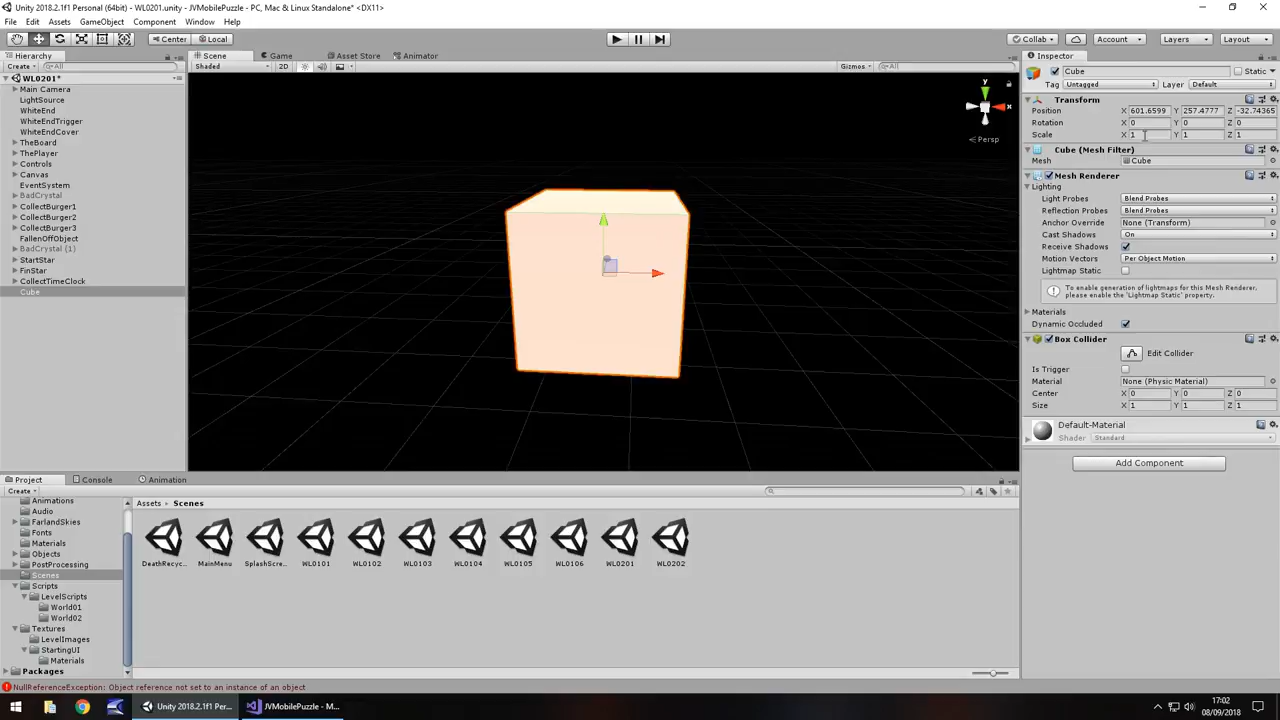 Unity 2018.2.1f1 Personal (64bit) - WL0201.unity - JVMobilePuzzle - PC, Mac & Linux Standalone* <DX11>
File Edit Assets GameObject Component Window Help
Center Local Collab Account Layers Layout
Hierarchy Scene Game Asset Store Animator Inspector
Create All Shaded 2D Gizmos All Cube Static
WL0201* Tag Untagged Layer Default
Main Camera
LightSource
WhiteEnd
WhiteEndTrigger
WhiteEndCover
TheBoard
ThePlayer
Controls
Canvas
EventSystem
BadCrystal
CollectBurger1
CollectBurger2
CollectBurger3
FallenOffObject
BadCrystal (1)
StartStar
FinStar
CollectTimeClock
Cube
y
x
Persp
Transform
Position X 601.6599 Y 257.4777 Z -32.74365
Rotation X 0 Y 0 Z 0
Scale X 1 Y 1 Z 1
Cube (Mesh Filter)
Mesh Cube
Mesh Renderer
Lighting
Light Probes Blend Probes
Reflection Probes Blend Probes
Anchor Override None (Transform)
Cast Shadows On
Receive Shadows
Motion Vectors Per Object Motion
Lightmap Static
To enable generation of lightmaps for this Mesh Renderer,
please enable the 'Lightmap Static' property.
Materials
Dynamic Occluded
Box Collider
Edit Collider
Is Trigger
Material None (Physic Material)
Center X 0 Y 0 Z 0
Size X 1 Y 1 Z 1
Default-Material
Shader Standard
Add Component
Project Console Animation
Create
Assets Scenes
Animations
Audio
FarlandSkies
Fonts
Materials
Objects
PostProcessing
Scenes
Scripts
LevelScripts
World01
World02
Textures
LevelImages
StartingUI
Materials
Packages
DeathRecyc... MainMenu SplashScre... WL0101 WL0102 WL0103 WL0104 WL0105 WL0106 WL0201 WL0202
NullReferenceException: Object reference not set to an instance of an object
Unity 2018.2.1f1 Per... JVMobilePuzzle - M...
17:02
08/09/2018